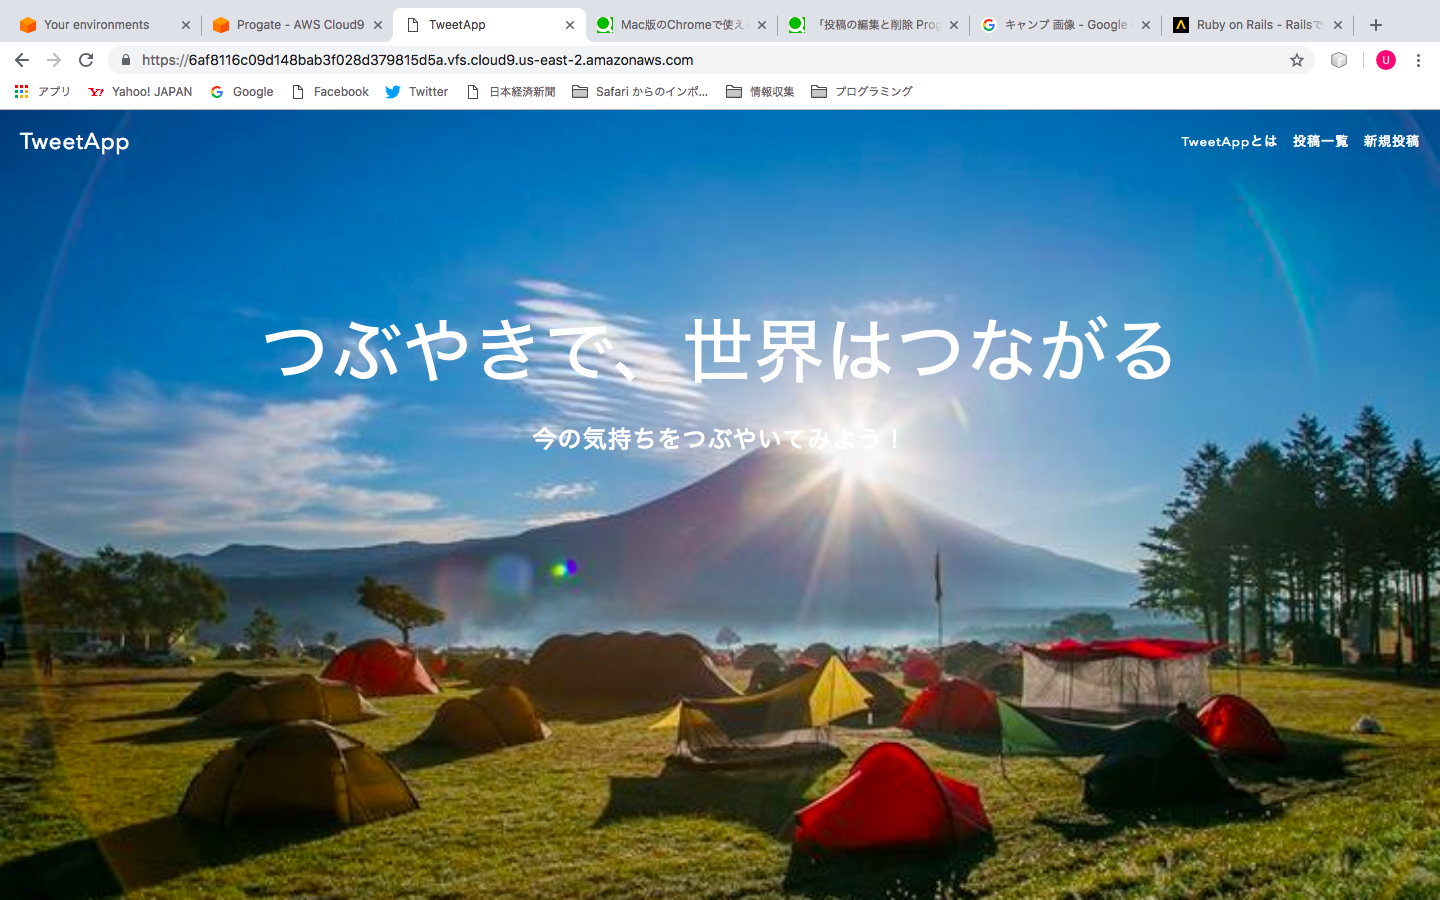 Your environments
Progate - AWS Cloud9
TweetApp
Mac版のChromeで使え
「投稿の編集と削除 Prog
キャンプ 画像 - Google
Ruby on Rails - Railsで
https://6af8116c09d148bab3f028d379815d5a.vfs.cloud9.us-east-2.amazonaws.com
U
アプリ
Yahoo! JAPAN
Google
Facebook
Twitter
日本経済新聞
Safari からのインポ...
情報収集
プログラミング
TweetApp
TweetAppとは 投稿一覧 新規投稿
つぶやきで、世界はつながる
今の気持ちをつぶやいてみよう！